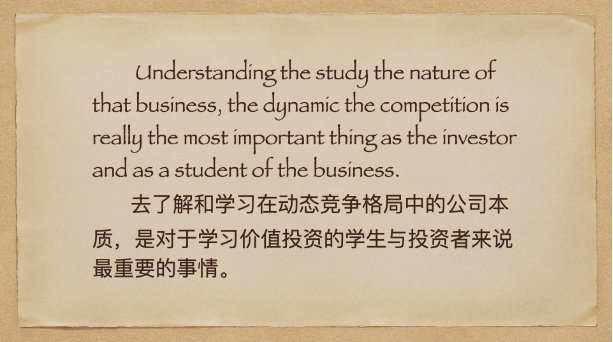 Understanding the study the nature of
that business, the dynamic the competition is
really the most important thing as the investor
and as a student of the business.
去了解和学习在动态竞争格局中的公司本
质，是对于学习价值投资的学生与投资者来说
最重要的事情。